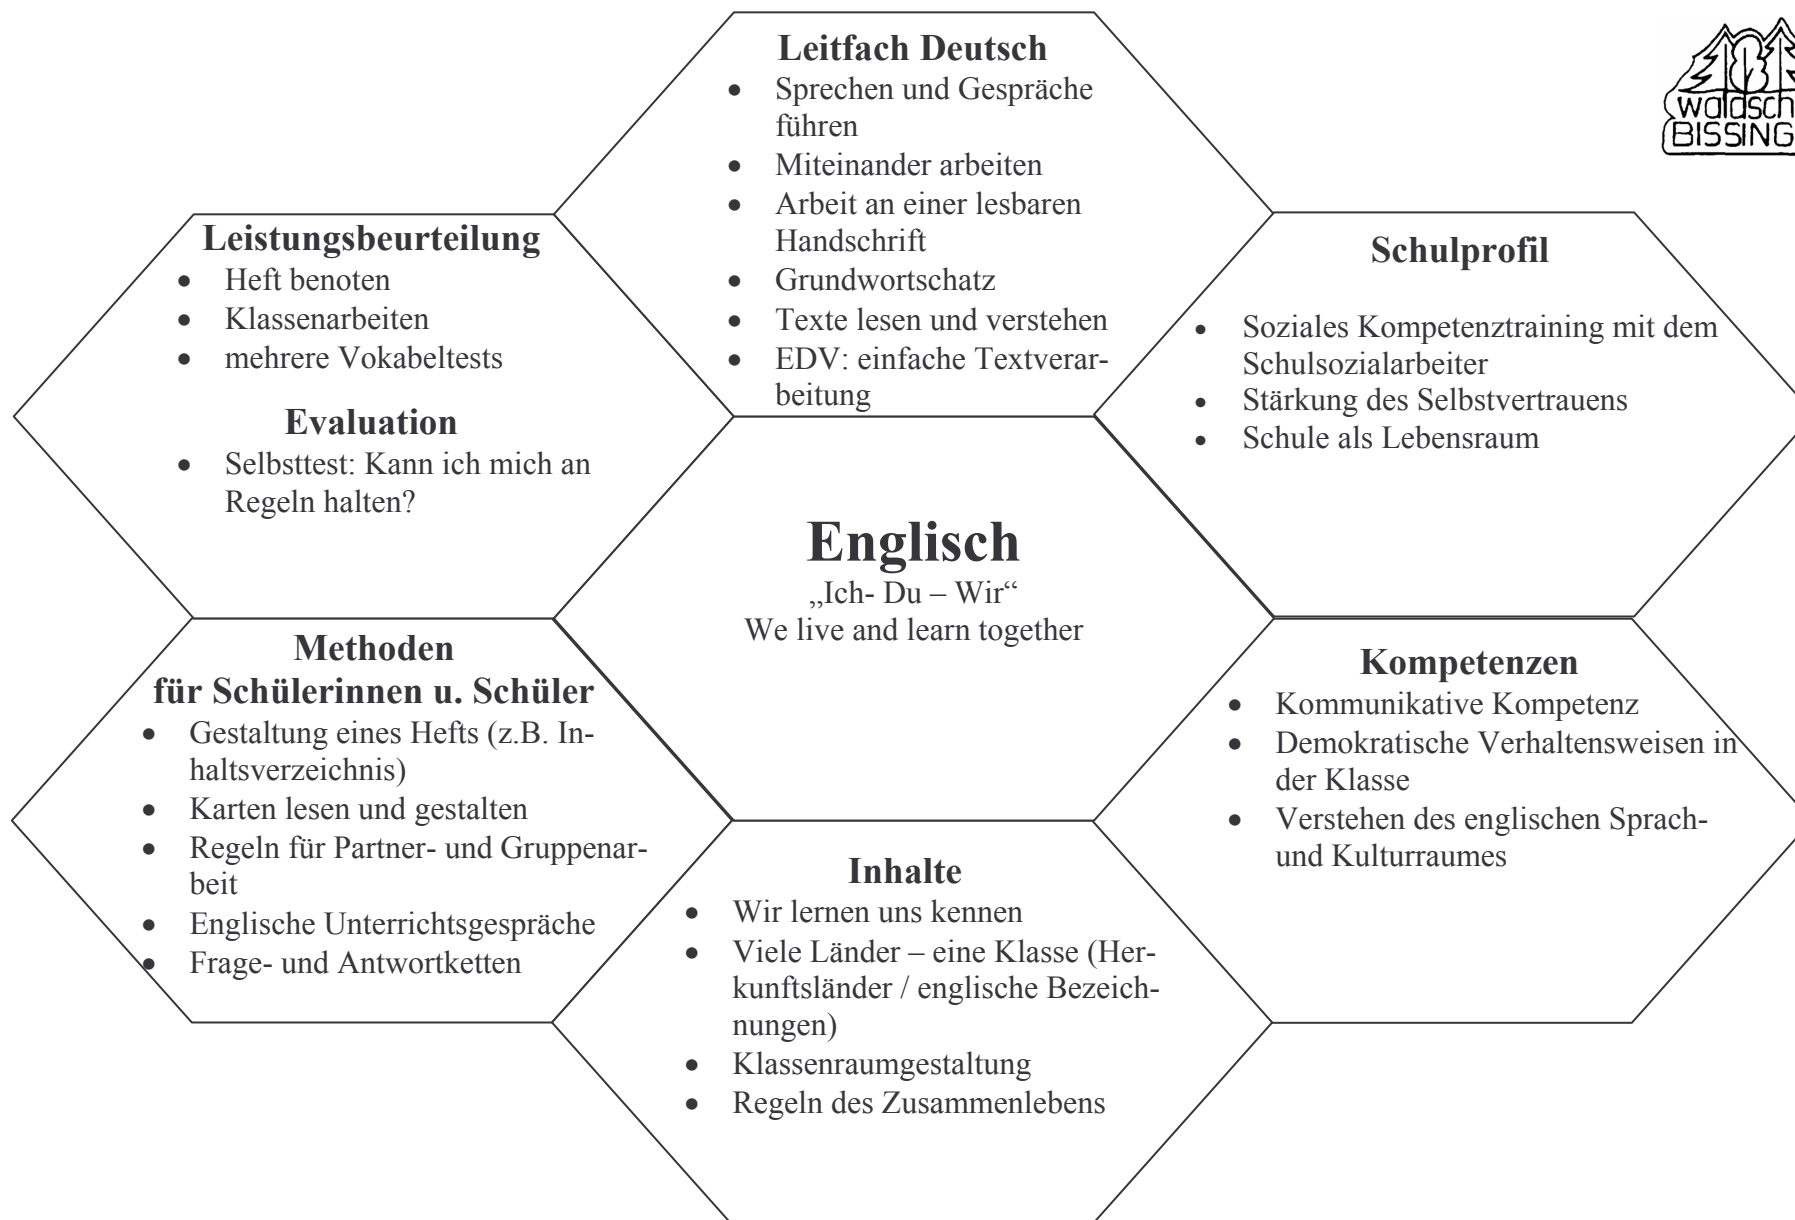 Leitfach Deutsch
• Sprechen und Gespräche
führen
• Miteinander arbeiten
• Arbeit an einer lesbaren
Handschrift
• Grundwortschatz
• Texte lesen und verstehen
• EDV: einfache Textverar-
beitung
Leistungsbeurteilung
• Heft benoten
• Klassenarbeiten
• mehrere Vokabeltests
Evaluation
• Selbsttest: Kann ich mich an
Regeln halten?
Schulprofil
• Soziales Kompetenztraining mit dem
Schulsozialarbeiter
• Stärkung des Selbstvertrauens
• Schule als Lebensraum
Englisch
„Ich- Du – Wir“
We live and learn together
Methoden
für Schülerinnen u. Schüler
• Gestaltung eines Hefts (z.B. In-
haltsverzeichnis)
• Karten lesen und gestalten
• Regeln für Partner- und Gruppenar-
beit
• Englische Unterrichtsgespräche
• Frage- und Antwortketten
Kompetenzen
• Kommunikative Kompetenz
• Demokratische Verhaltensweisen in
der Klasse
• Verstehen des englischen Sprach-
und Kulturraumes
Inhalte
• Wir lernen uns kennen
• Viele Länder – eine Klasse (Her-
kunftsländer / englische Bezeich-
nungen)
• Klassenraumgestaltung
• Regeln des Zusammenlebens